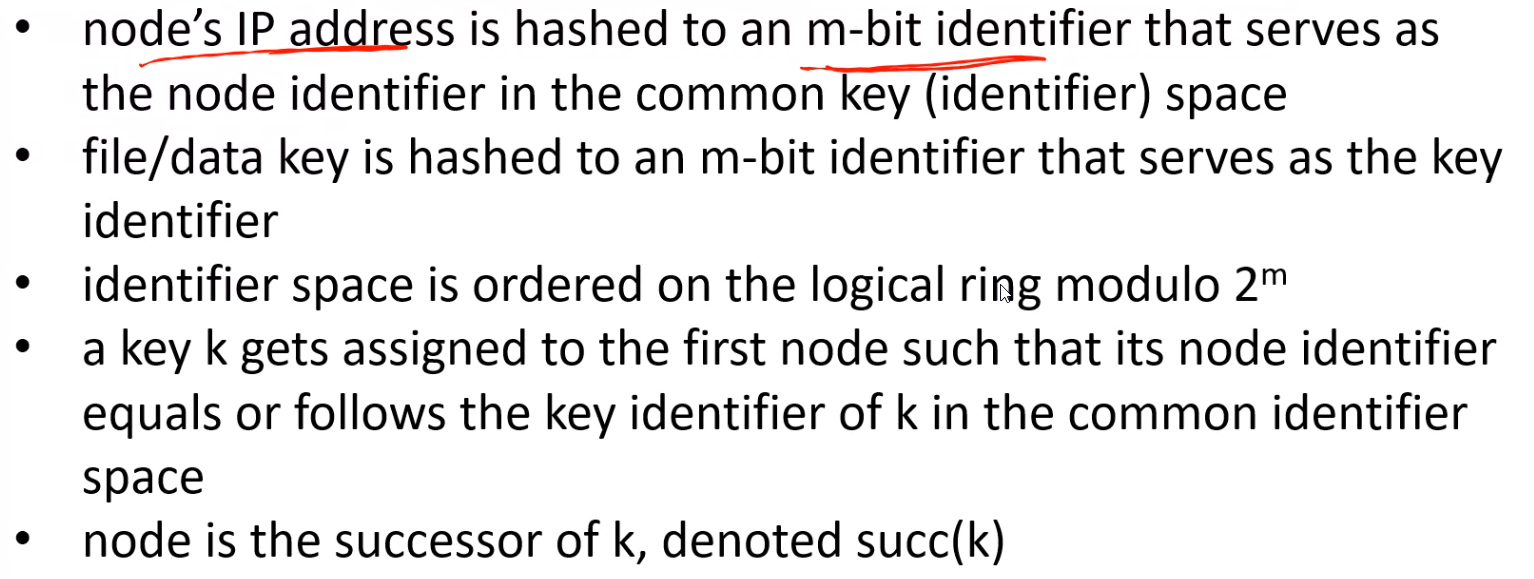 • node’s IP address is hashed to an m-bit identifier that serves as
the node identifier in the common key (identifier) space
• file/data key is hashed to an m-bit identifier that serves as the key
identifier
• identifier space is ordered on the logical ring modulo 2ᵐ
• a key k gets assigned to the first node such that its node identifier
equals or follows the key identifier of k in the common identifier
space
• node is the successor of k, denoted succ(k)